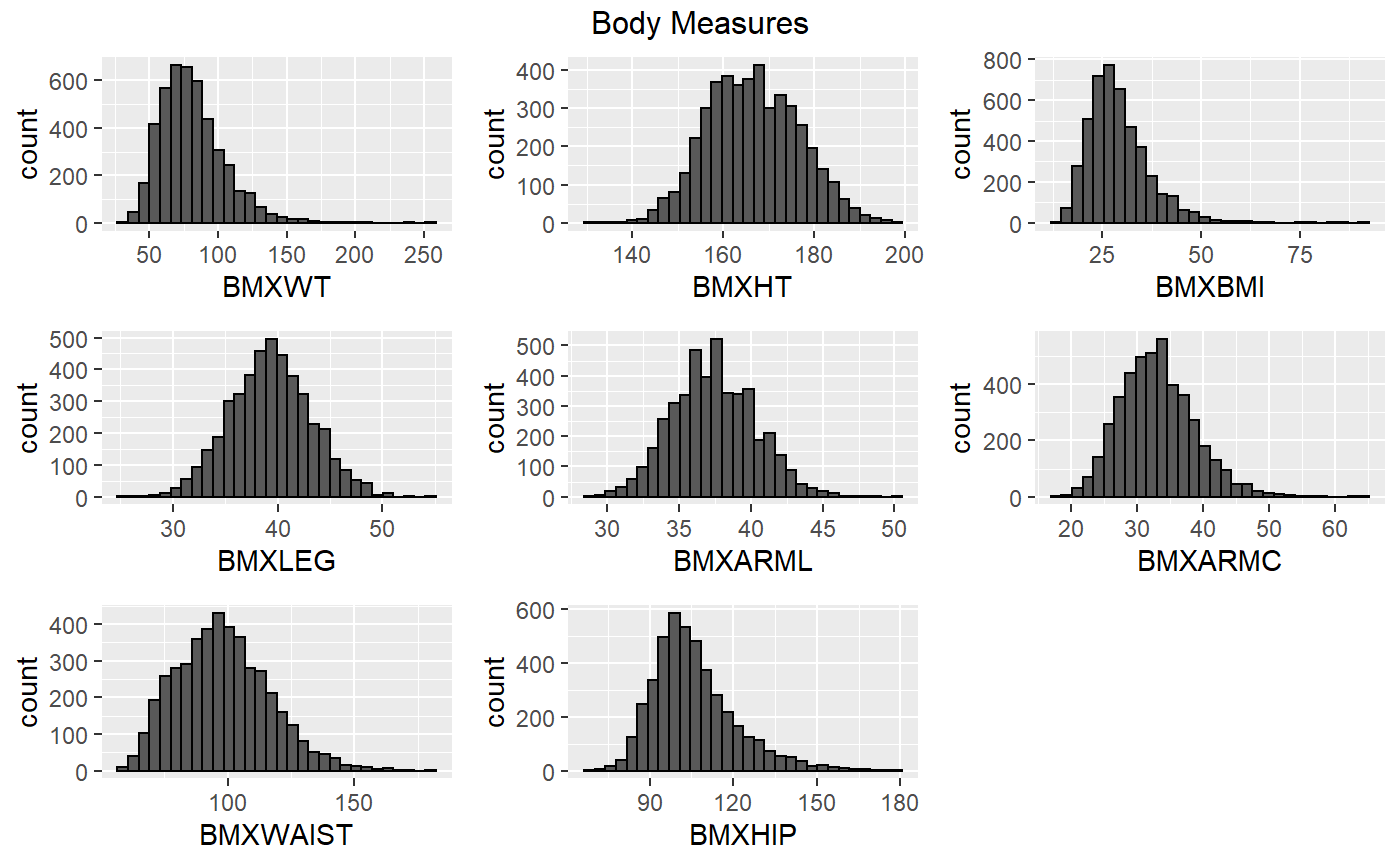 Body Measures
count
600
400
200
0
50 100 150 200 250
BMXWT
count
400
300
200
100
0
140 160 180 200
BMXHT
count
800
600
400
200
0
25 50 75
BMXBMI
count
500
400
300
200
100
0
30 40 50
BMXLEG
count
500
400
300
200
100
0
30 35 40 45 50
BMXARML
count
400
200
0
20 30 40 50 60
BMXARMC
count
400
300
200
100
0
100 150
BMXWAIST
count
600
400
200
0
90 120 150 180
BMXHIP